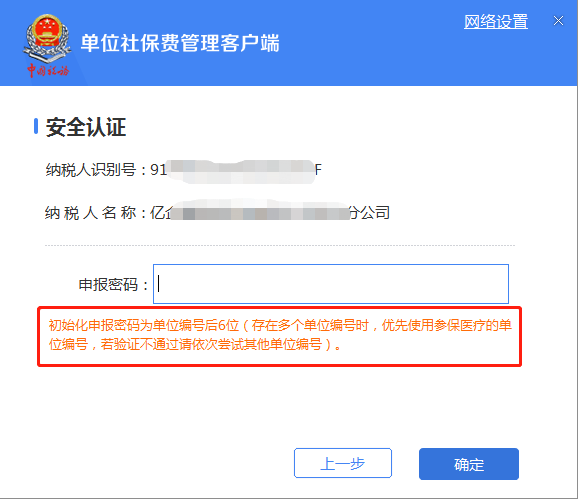 网络设置
单位社保费管理客户端
中国税务
安全认证
纳税人识别号：91 F
纳税人名称：亿企 分公司
申报密码：
初始化申报密码为单位编号后6位（存在多个单位编号时，优先使用参保医疗的单
位编号，若验证不通过请依次尝试其他单位编号）。
上一步
确定